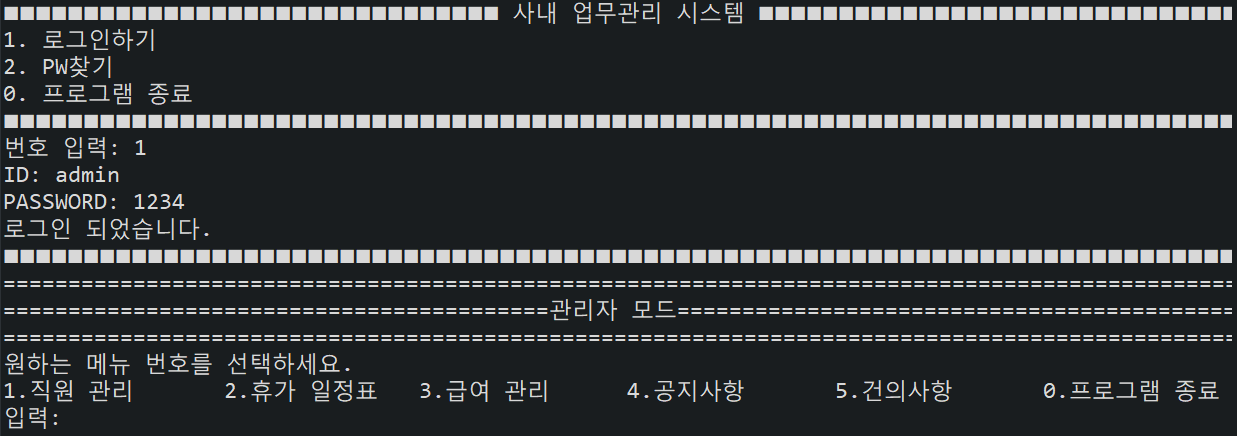 ■■■■■■■■■■■■■■■■■■■■■■■■■■■■■■■ 사내 업무관리 시스템 ■■■■■■■■■■■■■■■■■■■■■■■■■■■■■■
1. 로그인하기
2. PW찾기
0. 프로그램 종료
■■■■■■■■■■■■■■■■■■■■■■■■■■■■■■■■■■■■■■■■■■■■■■■■■■■■■■■■■■■■■■■■■■■■■■■■■■■■■
번호 입력: 1
ID: admin
PASSWORD: 1234
로그인 되었습니다.
■■■■■■■■■■■■■■■■■■■■■■■■■■■■■■■■■■■■■■■■■■■■■■■■■■■■■■■■■■■■■■■■■■■■■■■■■■■■■
===============================================================================================
==========================================관리자 모드===========================================
===============================================================================================
원하는 메뉴 번호를 선택하세요.
1.직원 관리 2.휴가 일정표 3.급여 관리 4.공지사항 5.건의사항 0.프로그램 종료
입력: